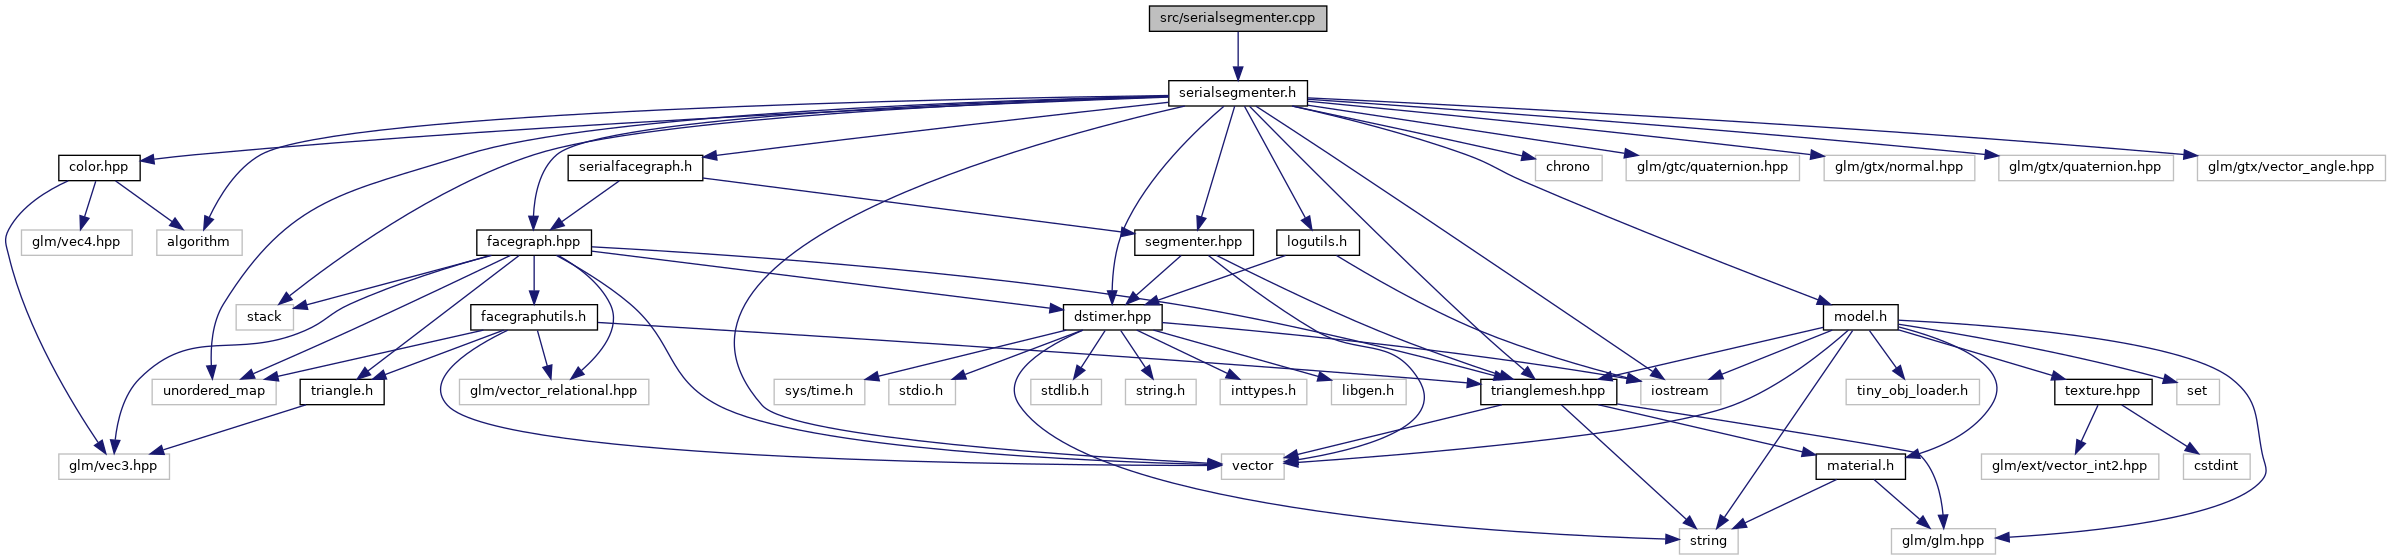 src/serialsegmenter.cpp
serialsegmenter.h
color.hpp
serialfacegraph.h
chrono
glm/gtc/quaternion.hpp
glm/gtx/normal.hpp
glm/gtx/quaternion.hpp
glm/gtx/vector_angle.hpp
glm/vec4.hpp
algorithm
facegraph.hpp
segmenter.hpp
logutils.h
stack
facegraphutils.h
dstimer.hpp
model.h
unordered_map
triangle.h
glm/vector_relational.hpp
sys/time.h
stdio.h
stdlib.h
string.h
inttypes.h
libgen.h
trianglemesh.hpp
iostream
tiny_obj_loader.h
texture.hpp
set
glm/vec3.hpp
vector
material.h
glm/ext/vector_int2.hpp
cstdint
string
glm/glm.hpp